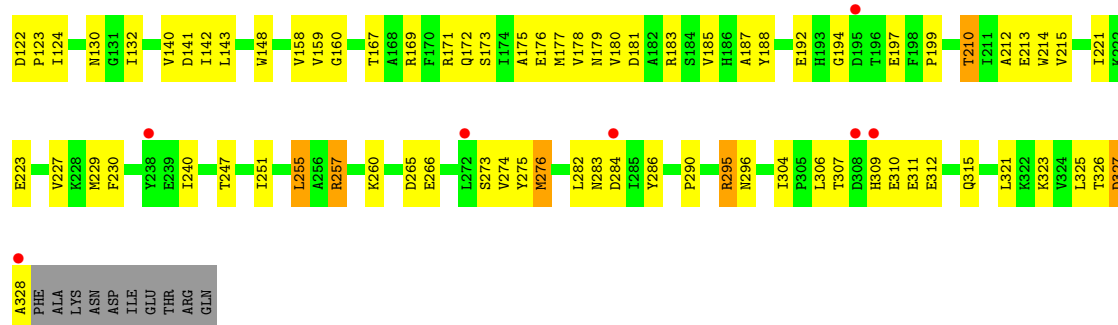 D122 P123 I124 N130 G131 I132 V140 D141 I142 L143 W148 V158 V159 G160 T167 A168 R169 F170 R171 Q172 S173 I174 A175 E176 M177 V178 N179 V180 D181 A182 R183 S184 V185 H186 A187 Y188 E192 H193 G194 D195 T196 E197 F198 P199 T210 I211 A212 E213 W214 V215 I221 K222
E223 V227 K228 M229 F230 Y238 E239 I240 T247 I251 L255 A256 R257 K260 D265 E266 L272 S273 V274 Y275 M276 L282 N283 D284 I285 Y286 P290 R295 N296 I304 P305 L306 T307 D308 H309 E310 E311 E312 Q315 L321 K322 K323 V324 L325 T326 D327
A328 PHE ALA LYS ASN ASP ILE GLU THR ARG GLN